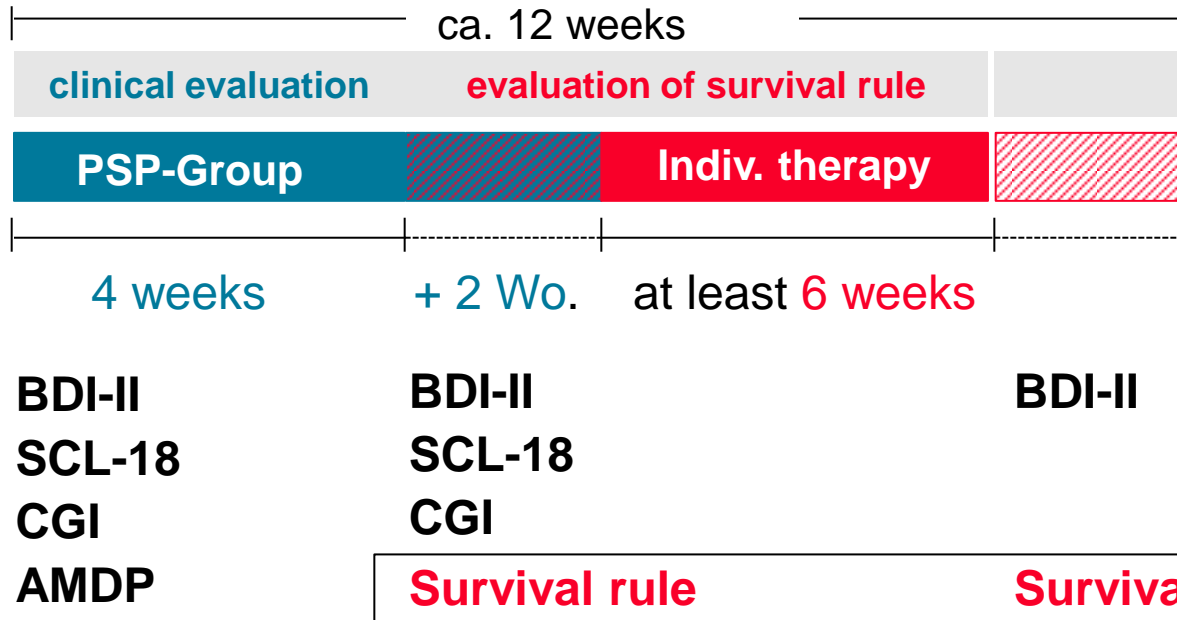 ca. 12 weeks
clinical evaluation evaluation of survival rule
PSP-Group Indiv. therapy
4 weeks + 2 Wo. at least 6 weeks
BDI-II BDI-II BDI-II
SCL-18 SCL-18
CGI CGI
AMDP Survival rule Surviva